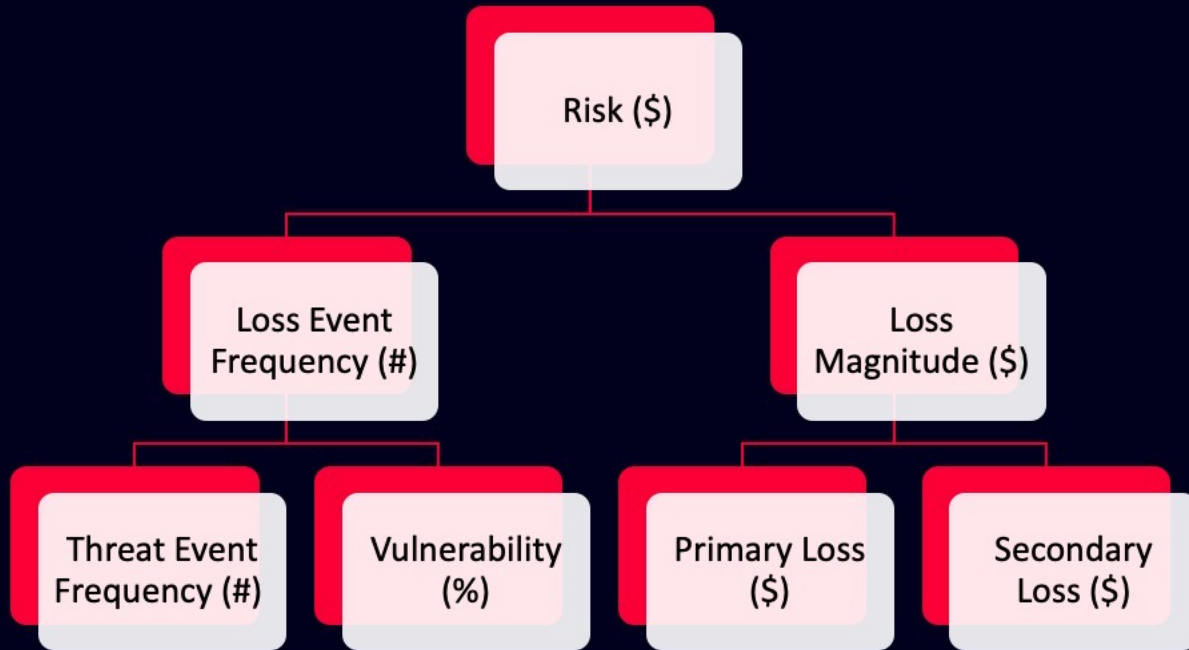 Risk ($)
Loss Event
Frequency (#)
Loss
Magnitude ($)
Threat Event
Frequency (#)
Vulnerability
(%)
Primary Loss
($)
Secondary
Loss ($)